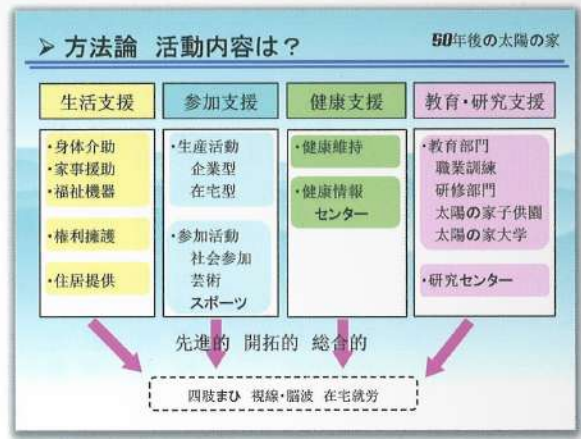 ➤ 方法論 活動内容は？
50年後の太陽の家
生活支援
・身体介助
・家事援助
・福祉機器
・権利擁護
・住居提供
参加支援
・生産活動
企業型
在宅型
・参加活動
社会参加
芸術
スポーツ
健康支援
・健康維持
・健康情報
センター
教育・研究支援
・教育部門
職業訓練
研修部門
太陽の家子供園
太陽の家大学
・研究センター
先進的 開拓的 総合的
四肢まひ 視線・脳波 在宅就労